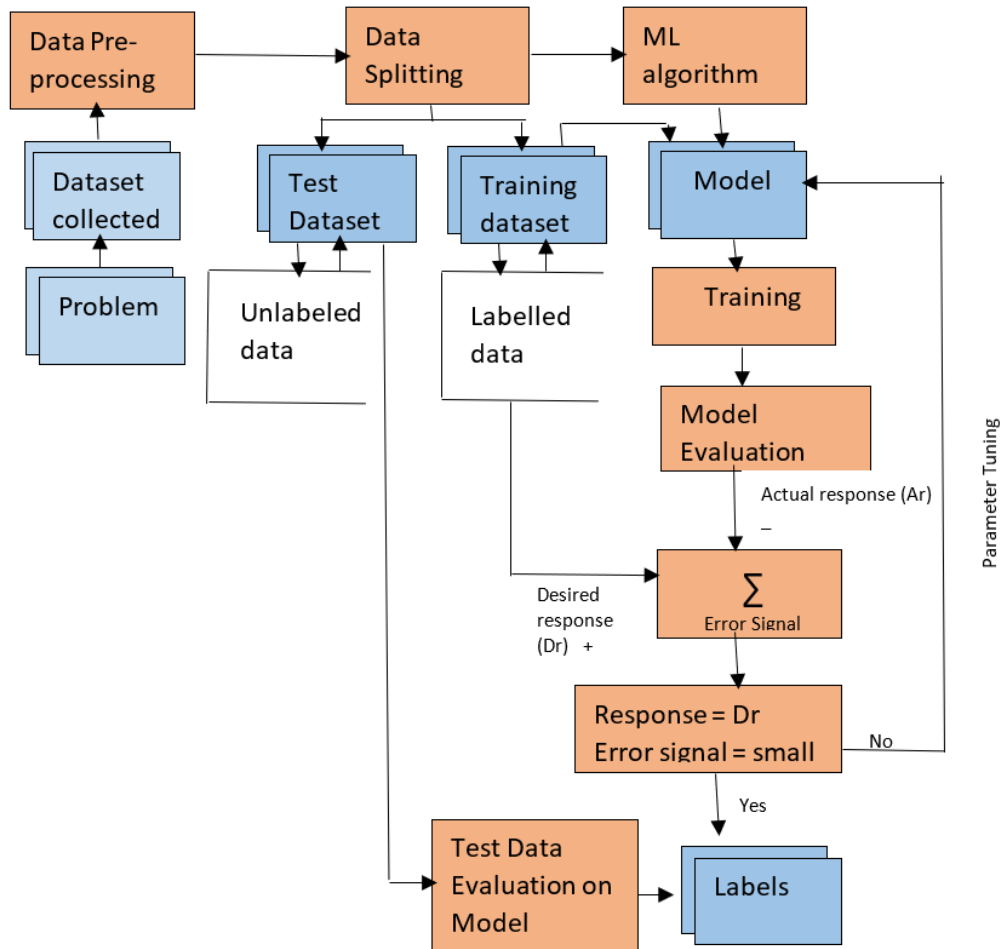 Data Pre-
processing
Data
Splitting
ML
algorithm
Dataset
collected
Test
Dataset
Training
dataset
Model
Problem
Unlabeled
data
Labelled
data
Training
Model
Evaluation
Actual response (Ar)
–
Parameter Tuning
Desired
response
(Dr) +
∑
Error Signal
Response = Dr
Error signal = small
No
Yes
Test Data
Evaluation on
Model
Labels